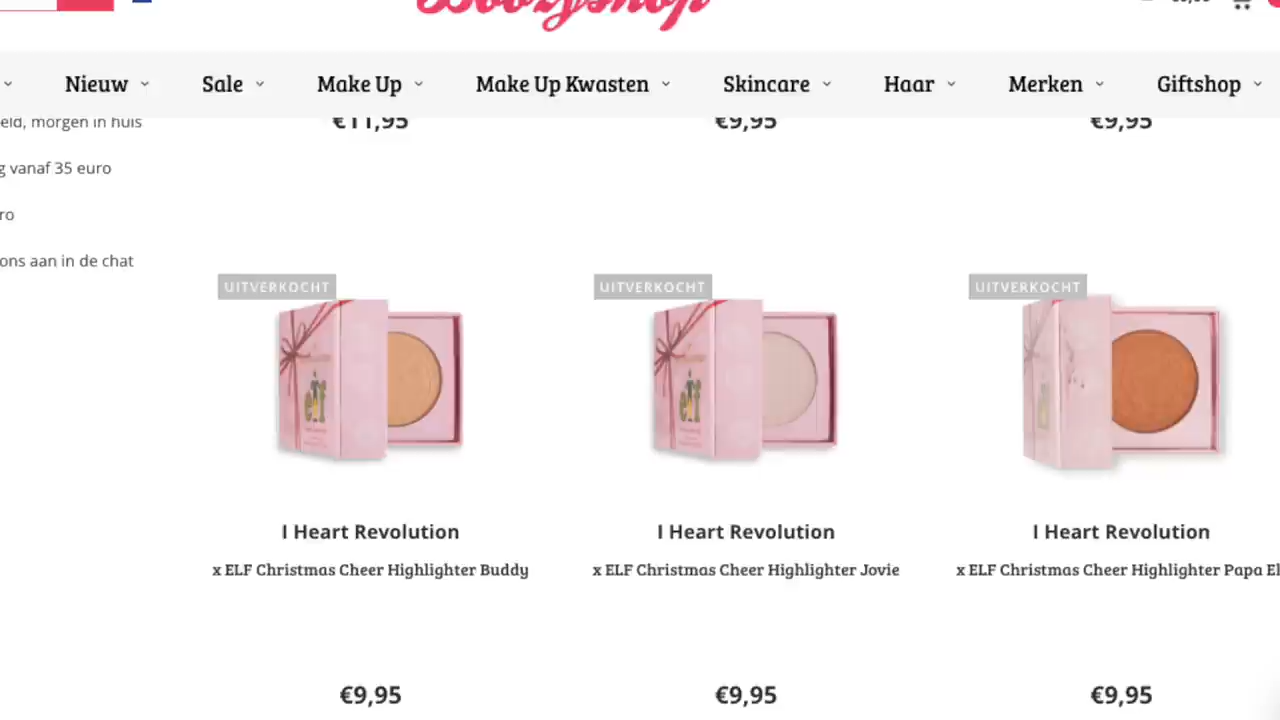 Boozyshop
Nieuw Sale Make Up Make Up Kwasten Skincare Haar Merken Giftshop
eld, morgen in huis
€11,95 €9,95 €9,95
g vanaf 35 euro
ro
ons aan in de chat
UITVERKOCHT UITVERKOCHT UITVERKOCHT
elf elf
I Heart Revolution I Heart Revolution I Heart Revolution
x ELF Christmas Cheer Highlighter Buddy x ELF Christmas Cheer Highlighter Jovie x ELF Christmas Cheer Highlighter Papa El
€9,95 €9,95 €9,95